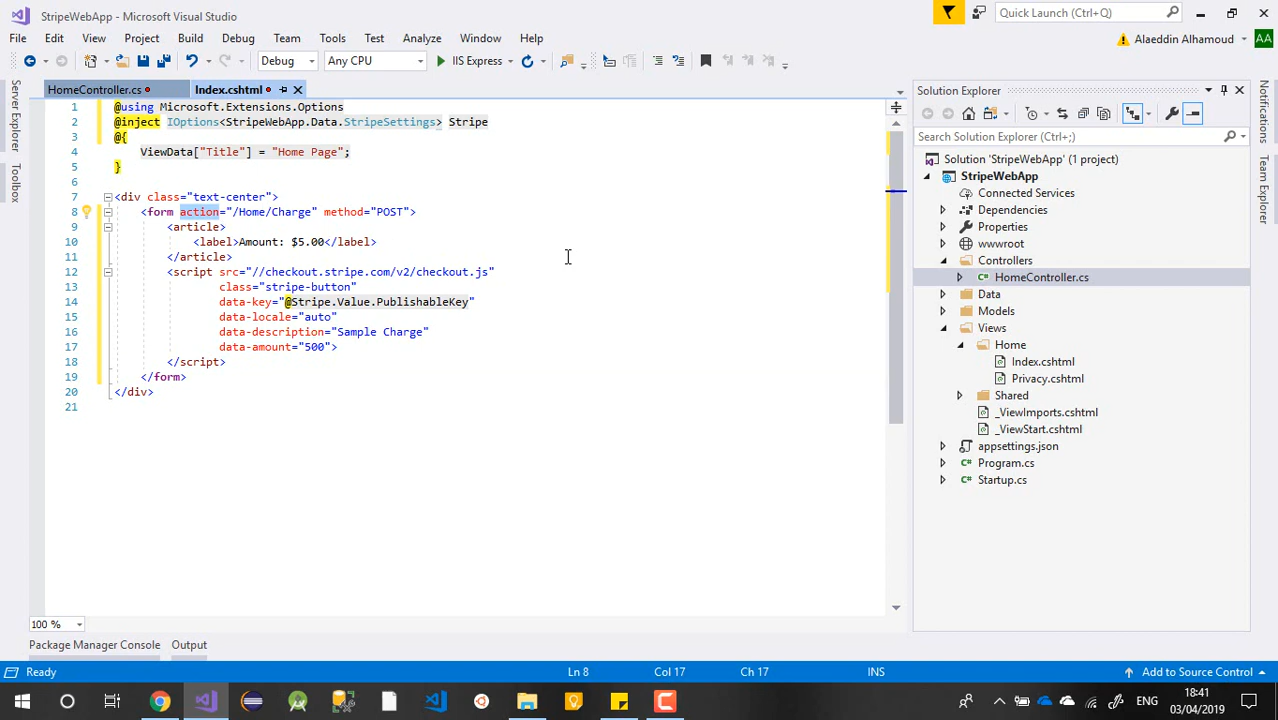 StripeWebApp - Microsoft Visual Studio
Quick Launch (Ctrl+Q)
File Edit View Project Build Debug Team Tools Test Analyze Window Help
Alaeddin Alhamoud AA
Debug Any CPU IIS Express
Server Explorer
Toolbox
HomeController.cs Index.cshtml
1 @using Microsoft.Extensions.Options
2 @inject IOptions<StripeWebApp.Data.StripeSettings> Stripe
3 @{
4 ViewData["Title"] = "Home Page";
5 }
6
7 <div class="text-center">
8 <form action="/Home/Charge" method="POST">
9 <article>
10 <label>Amount: $5.00</label>
11 </article>
12 <script src="//checkout.stripe.com/v2/checkout.js"
13 class="stripe-button"
14 data-key="@Stripe.Value.PublishableKey"
15 data-locale="auto"
16 data-description="Sample Charge"
17 data-amount="500">
18 </script>
19 </form>
20 </div>
21
100 %
Solution Explorer
Search Solution Explorer (Ctrl+;)
Solution 'StripeWebApp' (1 project)
StripeWebApp
Connected Services
Dependencies
Properties
wwwroot
Controllers
HomeController.cs
Data
Models
Views
Home
Index.cshtml
Privacy.cshtml
Shared
_ViewImports.cshtml
_ViewStart.cshtml
appsettings.json
Program.cs
Startup.cs
Notifications
Team Explorer
Package Manager Console Output
Ready Ln 8 Col 17 Ch 17 INS Add to Source Control
ENG
18:41
03/04/2019